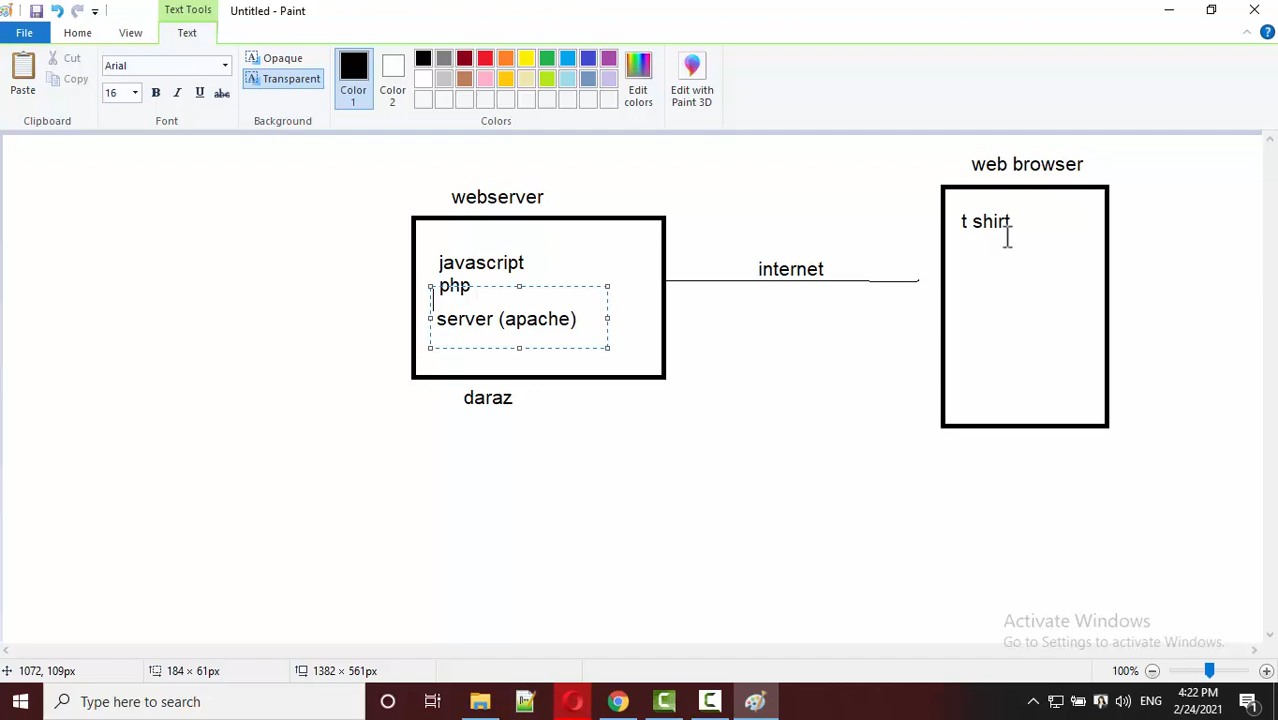 Text Tools
Untitled - Paint
File
Home
View
Text
Paste
Cut
Copy
Clipboard
Arial
16
B I U abc
Font
Opaque
Transparent
Background
Color 1
Color 2
Edit colors
Colors
Edit with Paint 3D
webserver
javascript
php
server (apache)
daraz
internet
web browser
t shirt
Activate Windows
Go to Settings to activate Windows.
1072, 109px
184 × 61px
1382 × 561px
100%
Type here to search
ENG
4:22 PM
2/24/2021
1